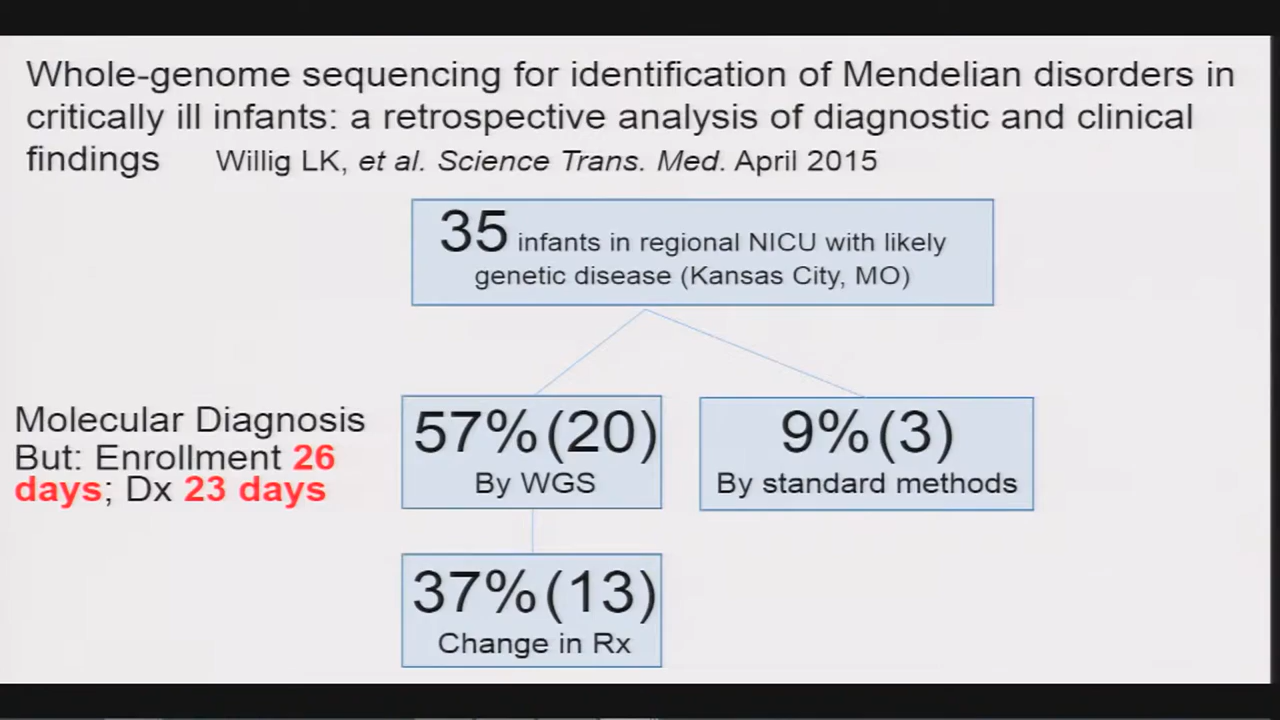 Whole-genome sequencing for identification of Mendelian disorders in
critically ill infants: a retrospective analysis of diagnostic and clinical
findings Willig LK, et al. Science Trans. Med. April 2015
35 infants in regional NICU with likely
genetic disease (Kansas City, MO)
Molecular Diagnosis
But: Enrollment 26
days; Dx 23 days
57%(20)
By WGS
9%(3)
By standard methods
37%(13)
Change in Rx